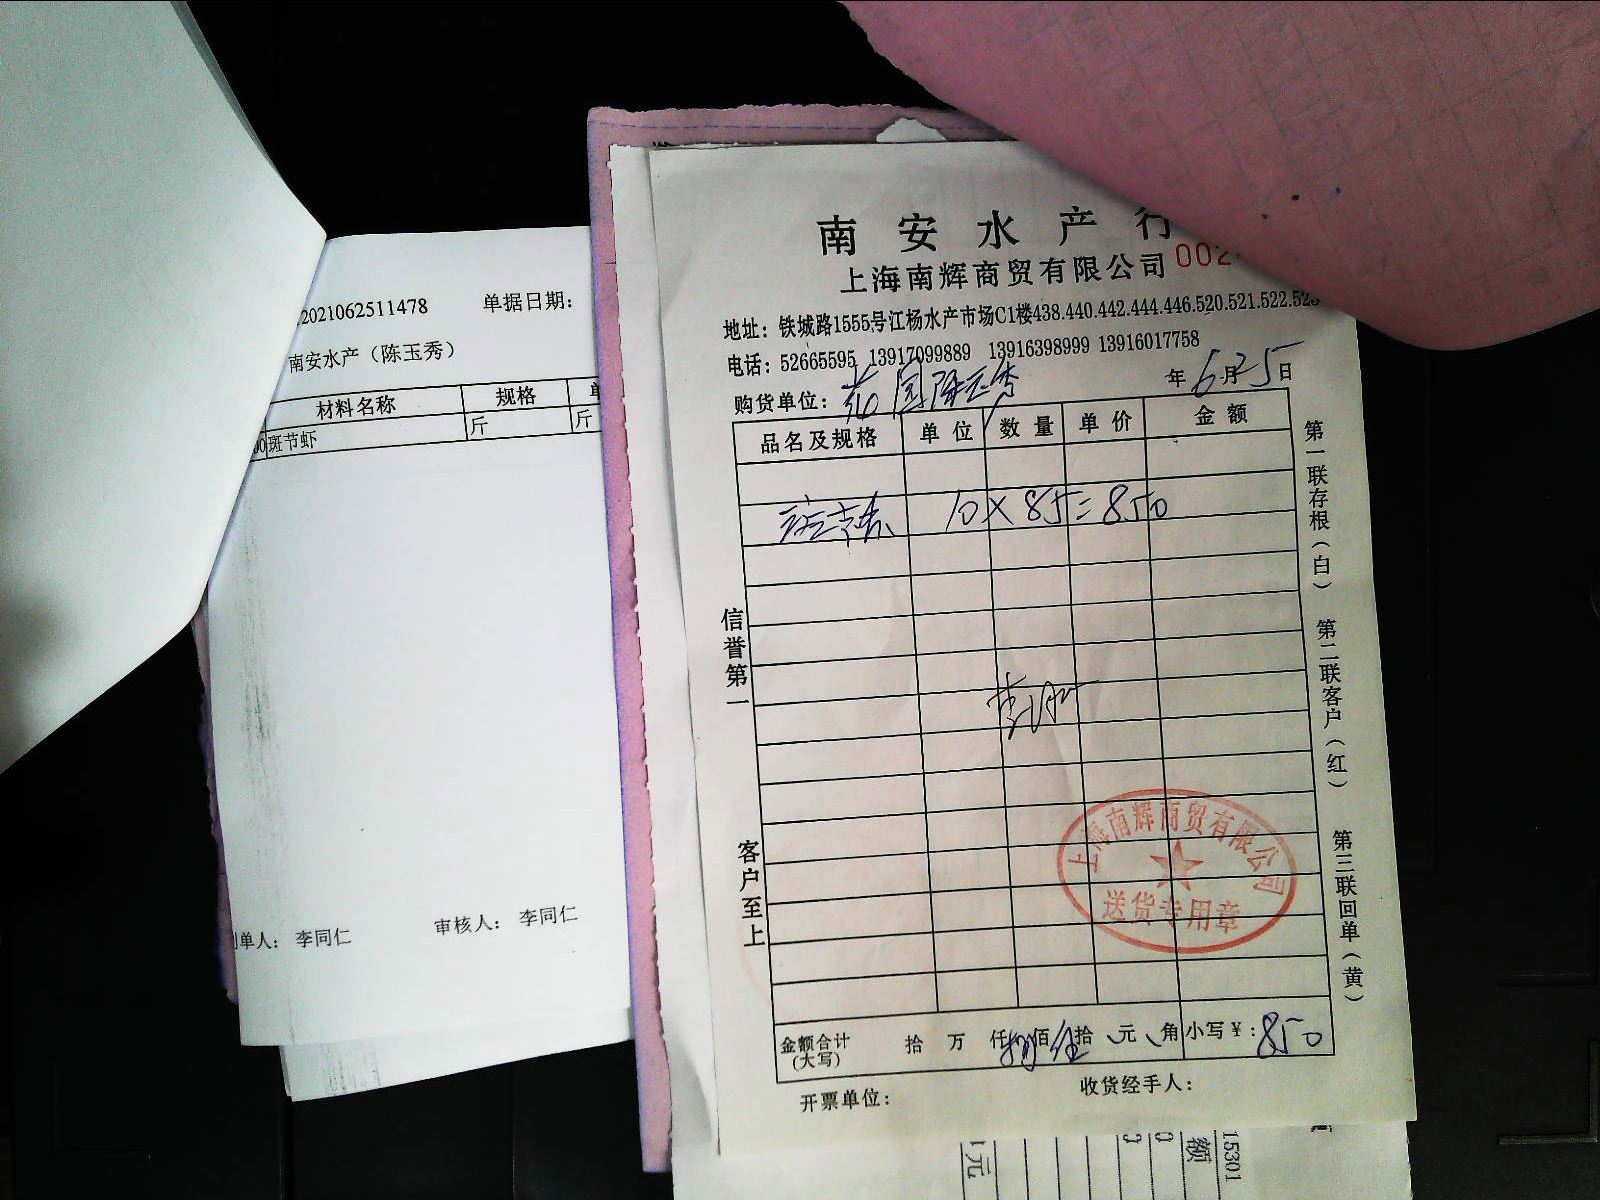 2021062511478 单据日期:
南安水产（陈玉秀）
材料名称 规格
斑节虾 斤 斤
制单人: 李同仁 审核人: 李同仁
南安水产行
上海南辉商贸有限公司 002
地址: 铁城路1555号江杨水产市场C1楼438.440.442.444.446.520.521.522.523
电话: 52665595 13917099889 13916398999 13916017758
购货单位: 年6月25日
品名及规格 单位 数量 单价 金额
10×85=850
信誉第一
客户至上
第一联存根（白） 第二联客户（红） 第三联回单（黄）
上海南辉商贸有限公司
送货专用章
金额合计(大写) 拾 万 仟捌佰伍拾 元 角 小写¥: 850
开票单位: 收货经手人:
15301
额
元